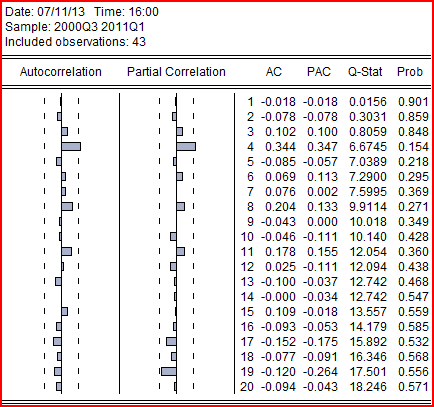 Date: 07/11/13 Time: 16:00
Sample: 2000Q3 2011Q1
Included observations: 43
Autocorrelation Partial Correlation AC PAC Q-Stat Prob
1 -0.018 -0.018 0.0156 0.901
2 -0.078 -0.078 0.3031 0.859
3 0.102 0.100 0.8059 0.848
4 0.344 0.347 6.6745 0.154
5 -0.085 -0.057 7.0389 0.218
6 0.069 0.113 7.2900 0.295
7 0.076 0.002 7.5995 0.369
8 0.204 0.133 9.9114 0.271
9 -0.043 0.000 10.018 0.349
10 -0.046 -0.111 10.140 0.428
11 0.178 0.155 12.054 0.360
12 0.025 -0.111 12.094 0.438
13 -0.100 -0.037 12.742 0.468
14 -0.000 -0.034 12.742 0.547
15 0.109 -0.018 13.557 0.559
16 -0.093 -0.053 14.179 0.585
17 -0.152 -0.175 15.892 0.532
18 -0.077 -0.091 16.346 0.568
19 -0.120 -0.264 17.501 0.556
20 -0.094 -0.043 18.246 0.571